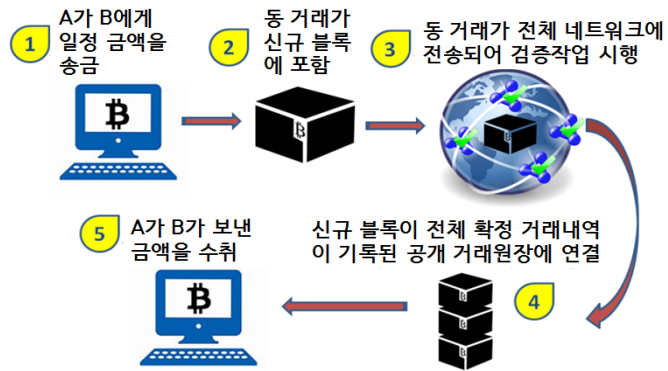 1
A가 B에게
일정 금액을
송금
2
동 거래가
신규 블록
에 포함
3
동 거래가 전체 네트워크에
전송되어 검증작업 시행
5
A가 B가 보낸
금액을 수취
신규 블록이 전체 확정 거래내역
이 기록된 공개 거래원장에 연결
4